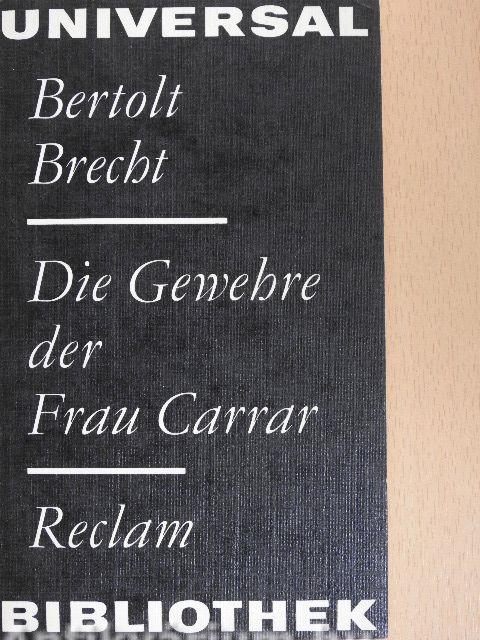 UNIVERSAL
Bertolt
Brecht
Die Gewehre
der
Frau Carrar
Reclam
BIBLIOTHEK